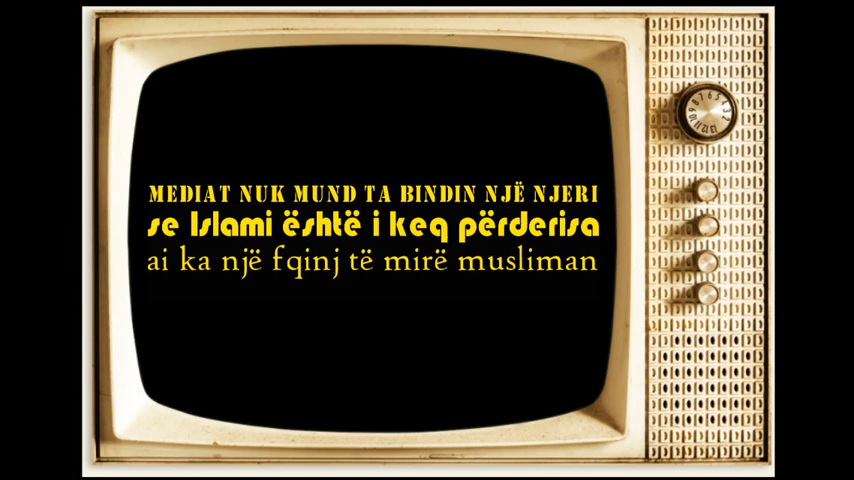 MEDIAT NUK MUND TA BINDIN NJË NJERI
se Islami është i keq përderisa
ai ka një fqinj të mirë musliman